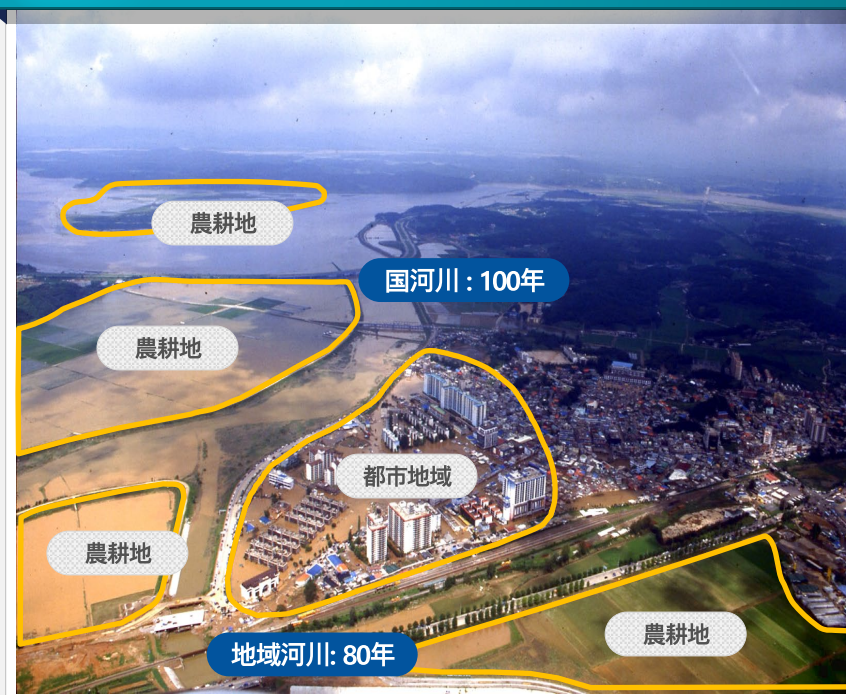 農耕地
国河川 : 100年
農耕地
都市地域
農耕地
農耕地
地域河川: 80年